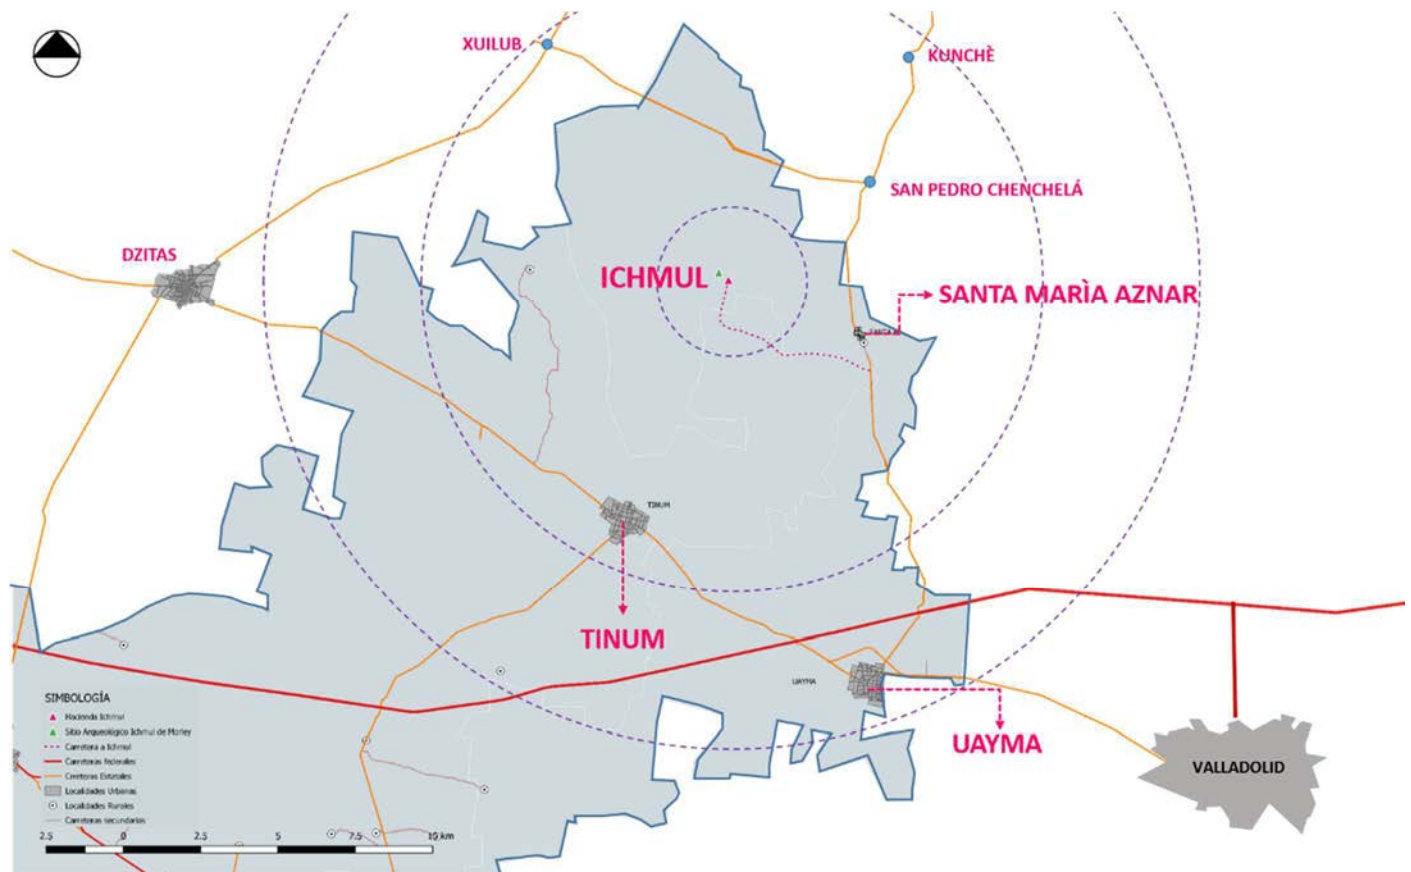 XUILUB
KUNCHÈ
SAN PEDRO CHENCHELÁ
DZITAS
ICHMUL
SANTA MARÌA AZNAR
TINUM
TINUM
UAYMA
UAYMA
VALLADOLID
SIMBOLOGÍA
Hacienda Ichmul
Sitio Arqueológico Ichmul de Morley
Carretera a Ichmul
Carreteras federales
Crreteras Estatales
Localidades Urbanas
Localidades Rurales
Carreteras secundarias
2.5 0 2.5 5 7.5 10 km